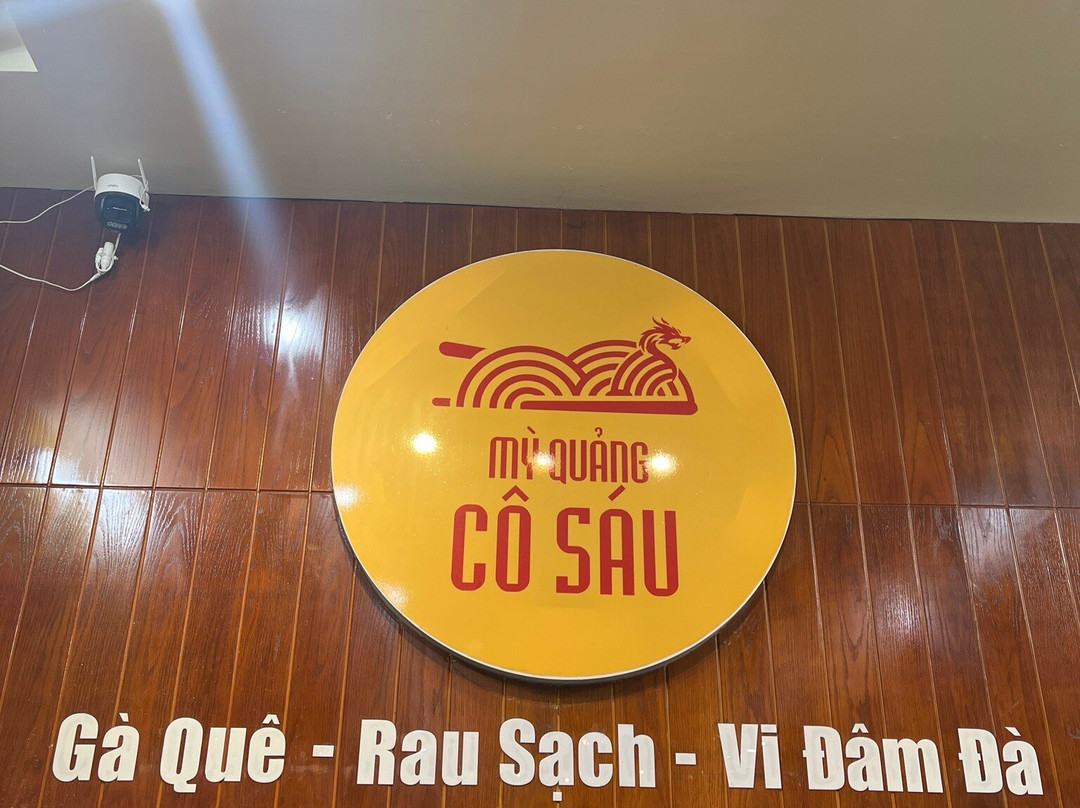 MỲ QUẢNG
CÔ SÁU
Gà Quê - Rau Sạch - Vi Đâm Đà